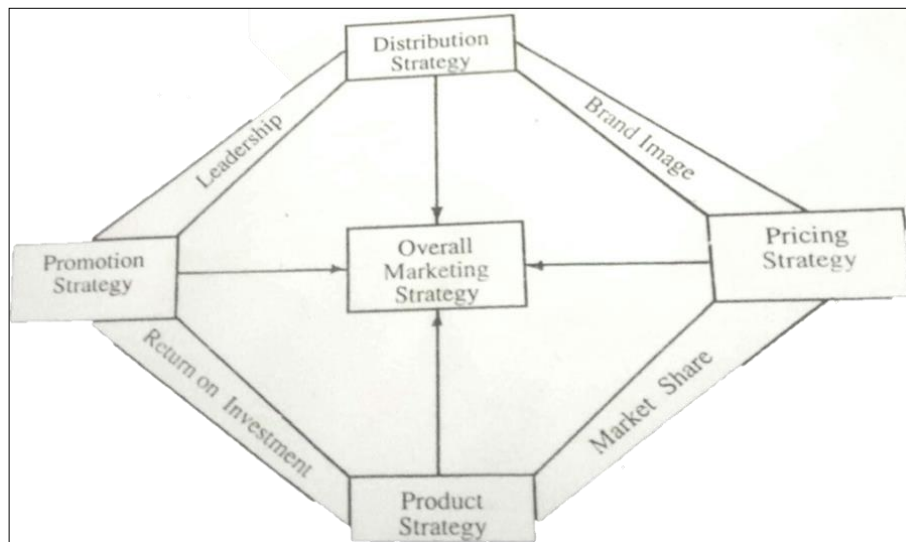 Distribution
Strategy
Leadership
Brand Image
Promotion
Strategy
Overall
Marketing
Strategy
Pricing
Strategy
Return on Investment
Market Share
Product
Strategy